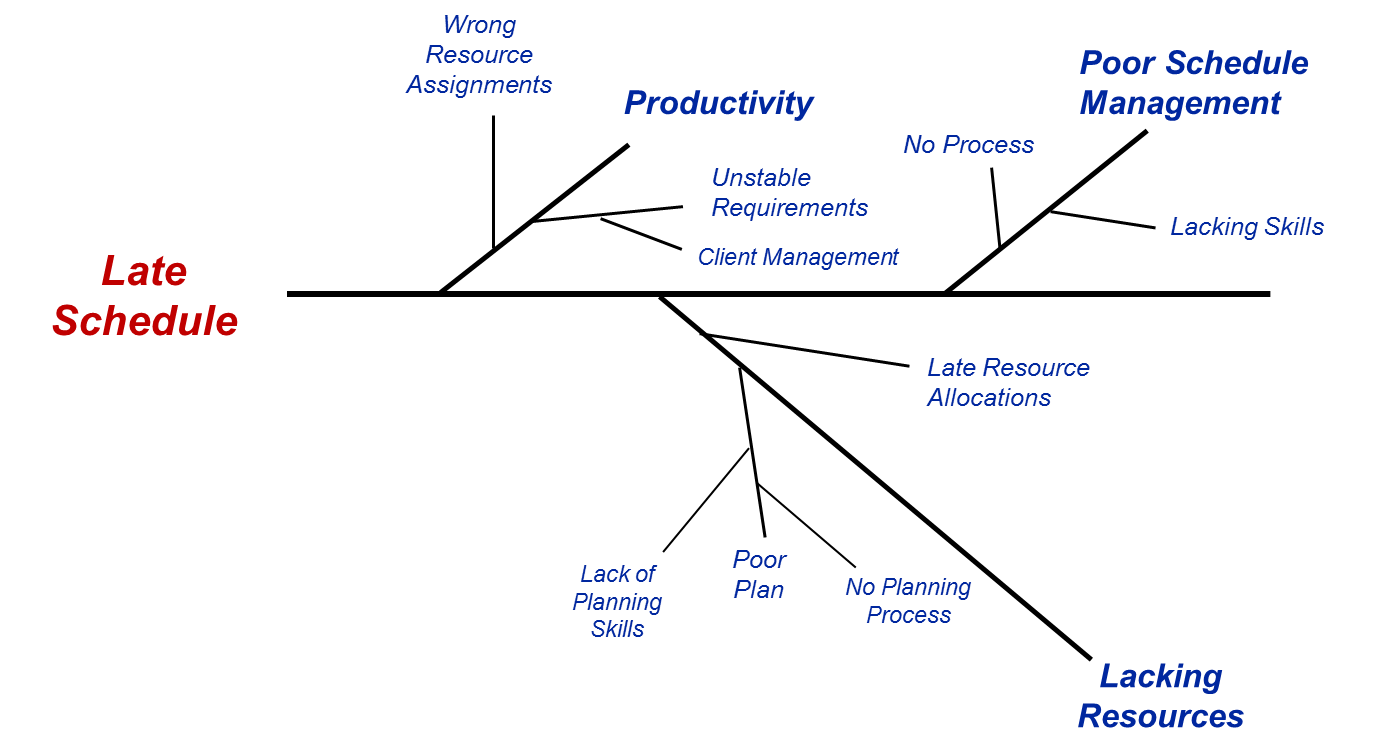 Wrong
Resource
Assignments
Productivity
Poor Schedule
Management
No Process
Unstable
Requirements
Lacking Skills
Client Management
Late
Schedule
Late Resource
Allocations
Lack of
Planning
Skills
Poor
Plan
No Planning
Process
Lacking
Resources